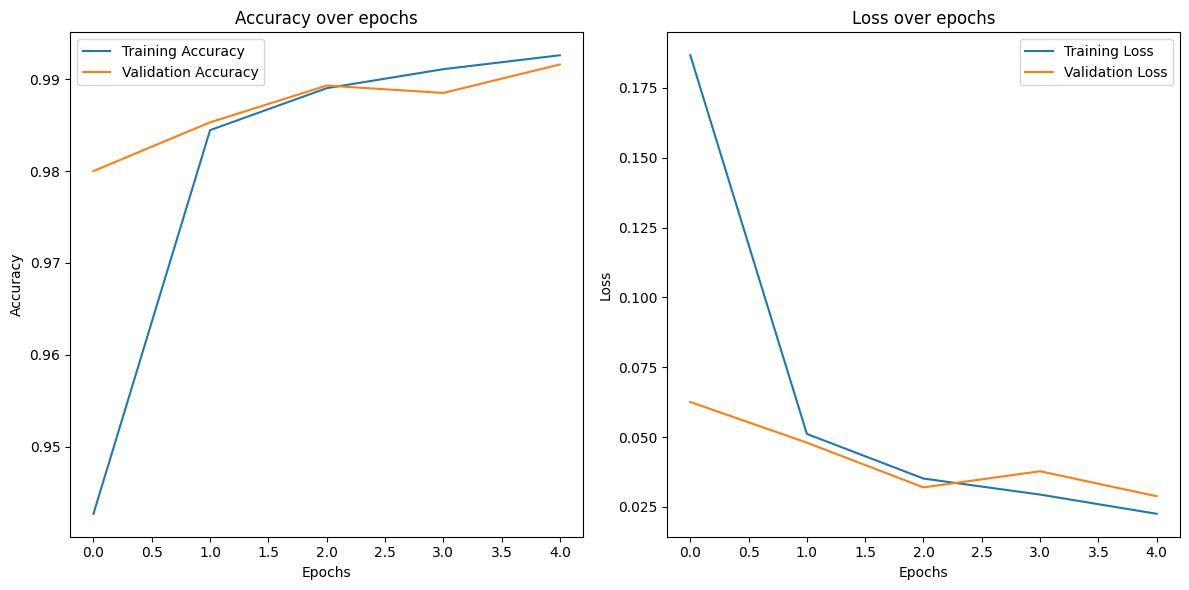 Accuracy over epochs
Training Accuracy
Validation Accuracy
0.99
0.98
0.97
0.96
0.95
Accuracy
0.0 0.5 1.0 1.5 2.0 2.5 3.0 3.5 4.0
Epochs
Loss over epochs
Training Loss
Validation Loss
0.175
0.150
0.125
0.100
0.075
0.050
0.025
Loss
0.0 0.5 1.0 1.5 2.0 2.5 3.0 3.5 4.0
Epochs